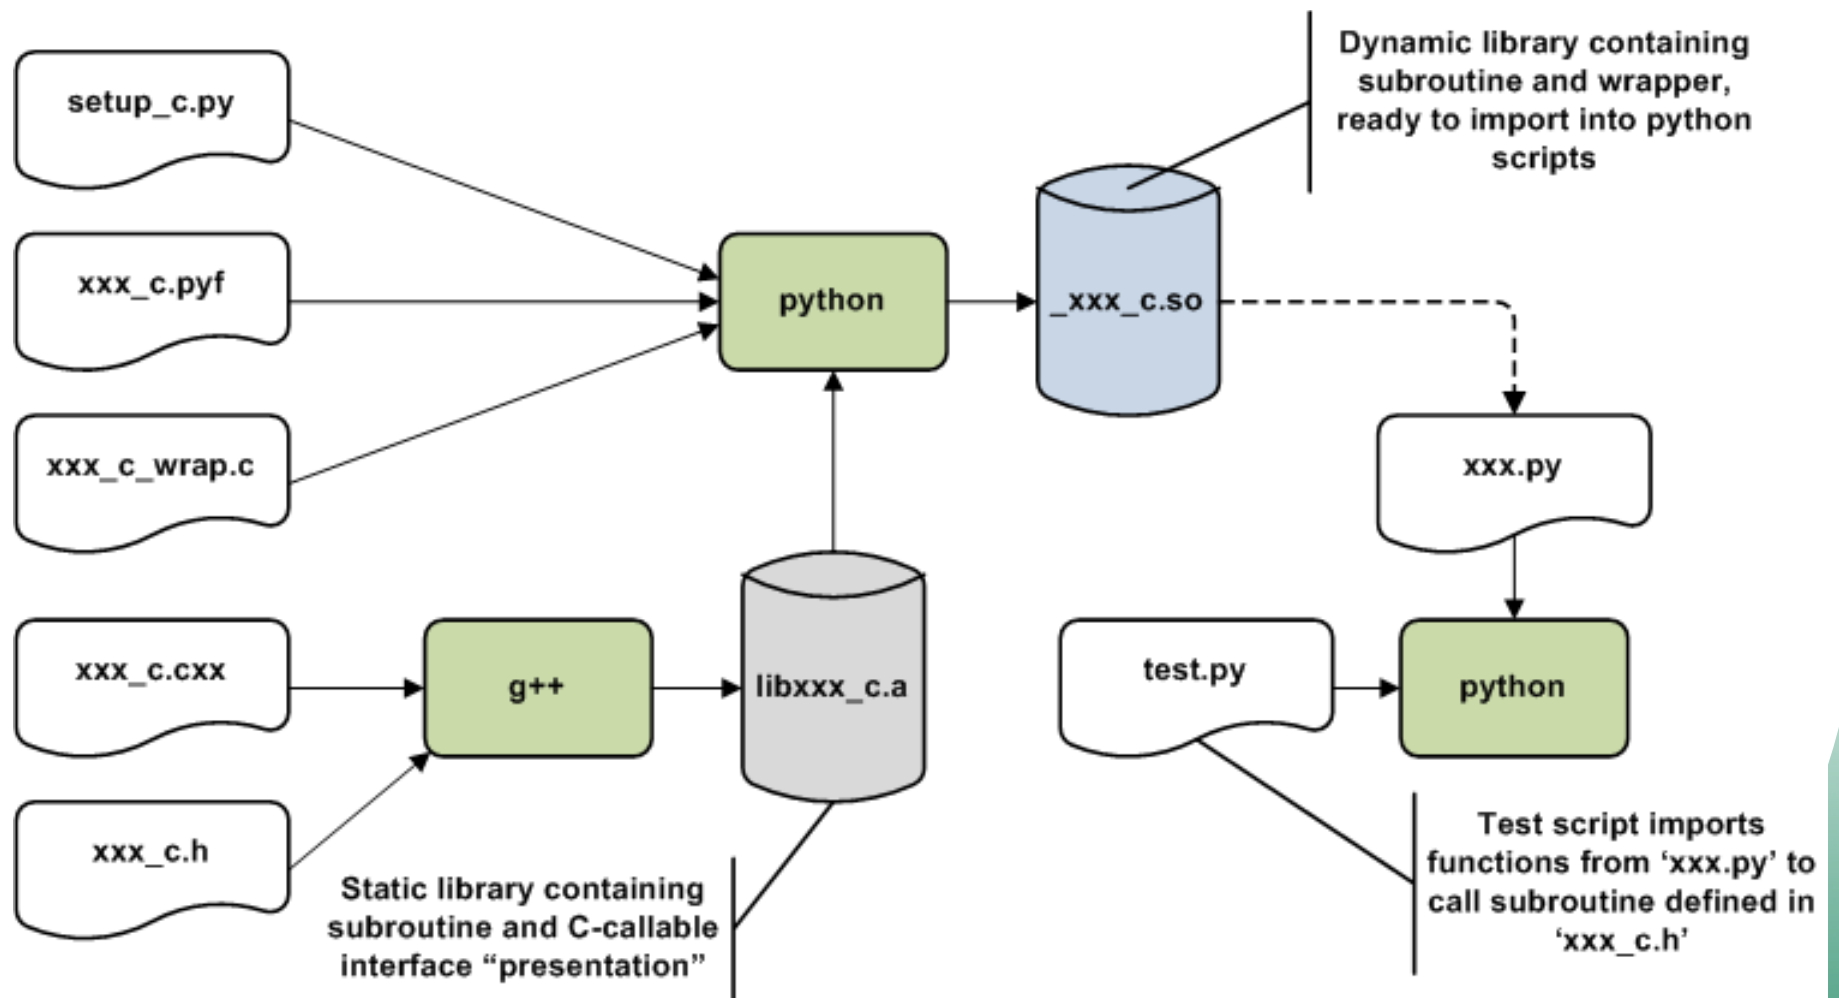 Dynamic library containing
subroutine and wrapper,
ready to import into python
scripts
setup_c.py
xxx_c.pyf
python
_xxx_c.so
xxx_c_wrap.c
xxx.py
xxx_c.cxx
g++
libxxx_c.a
test.py
python
xxx_c.h
Static library containing
subroutine and C-callable
interface “presentation”
Test script imports
functions from ‘xxx.py’ to
call subroutine defined in
‘xxx_c.h’